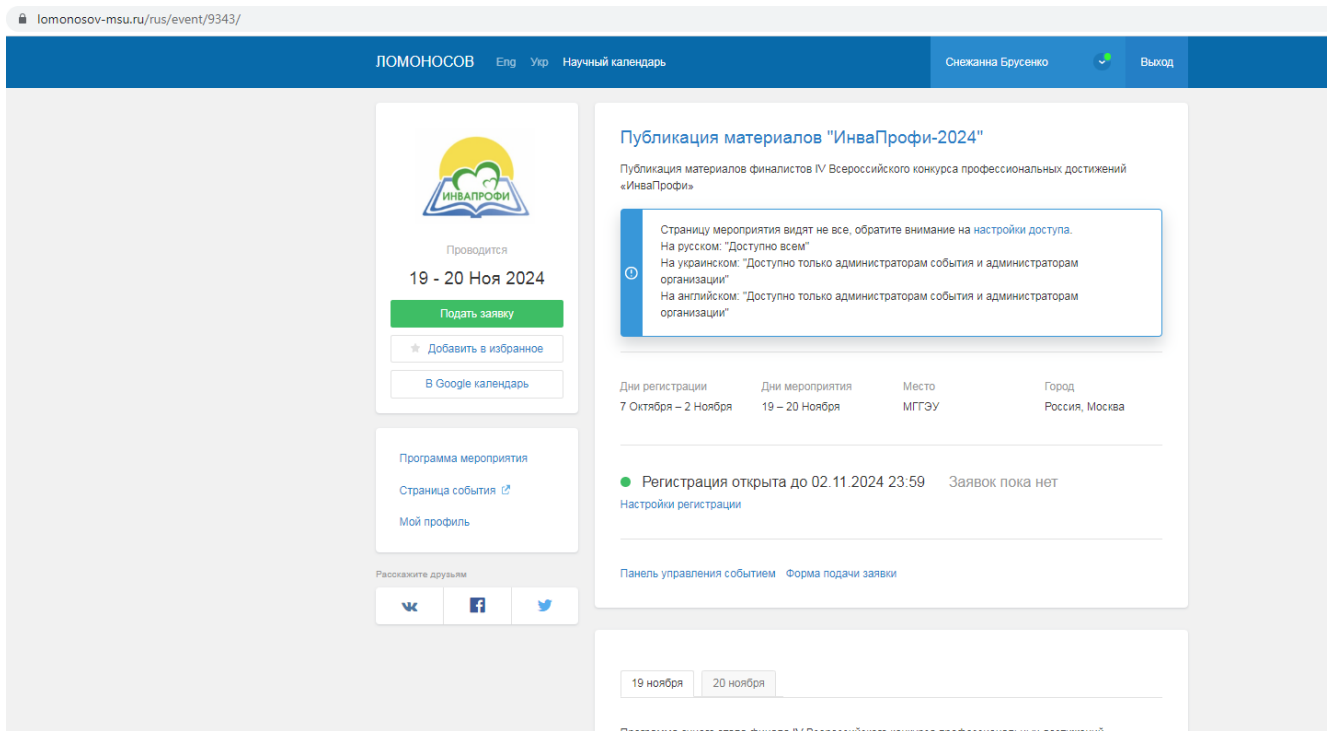 lomonosov-msu.ru/rus/event/9343/
ЛОМОНОСОВ Eng Укр Научный календарь Снежанна Брусенко Выход
ИНВАПРОФИ
Проводится
19 - 20 Ноя 2024
Подать заявку
Добавить в избранное
В Google календарь
Программа мероприятия
Страница события
Мой профиль
Расскажите друзьям
Публикация материалов "ИнваПрофи-2024"
Публикация материалов финалистов IV Всероссийского конкурса профессиональных достижений
«ИнваПрофи»
Страницу мероприятия видят не все, обратите внимание на настройки доступа.
На русском: "Доступно всем"
На украинском: "Доступно только администраторам события и администраторам
организации"
На английском: "Доступно только администраторам события и администраторам
организации"
Дни регистрации Дни мероприятия Место Город
7 Октября – 2 Ноября 19 – 20 Ноября МГГЭУ Россия, Москва
Регистрация открыта до 02.11.2024 23:59 Заявок пока нет
Настройки регистрации
Панель управления событием Форма подачи заявки
19 ноября 20 ноября